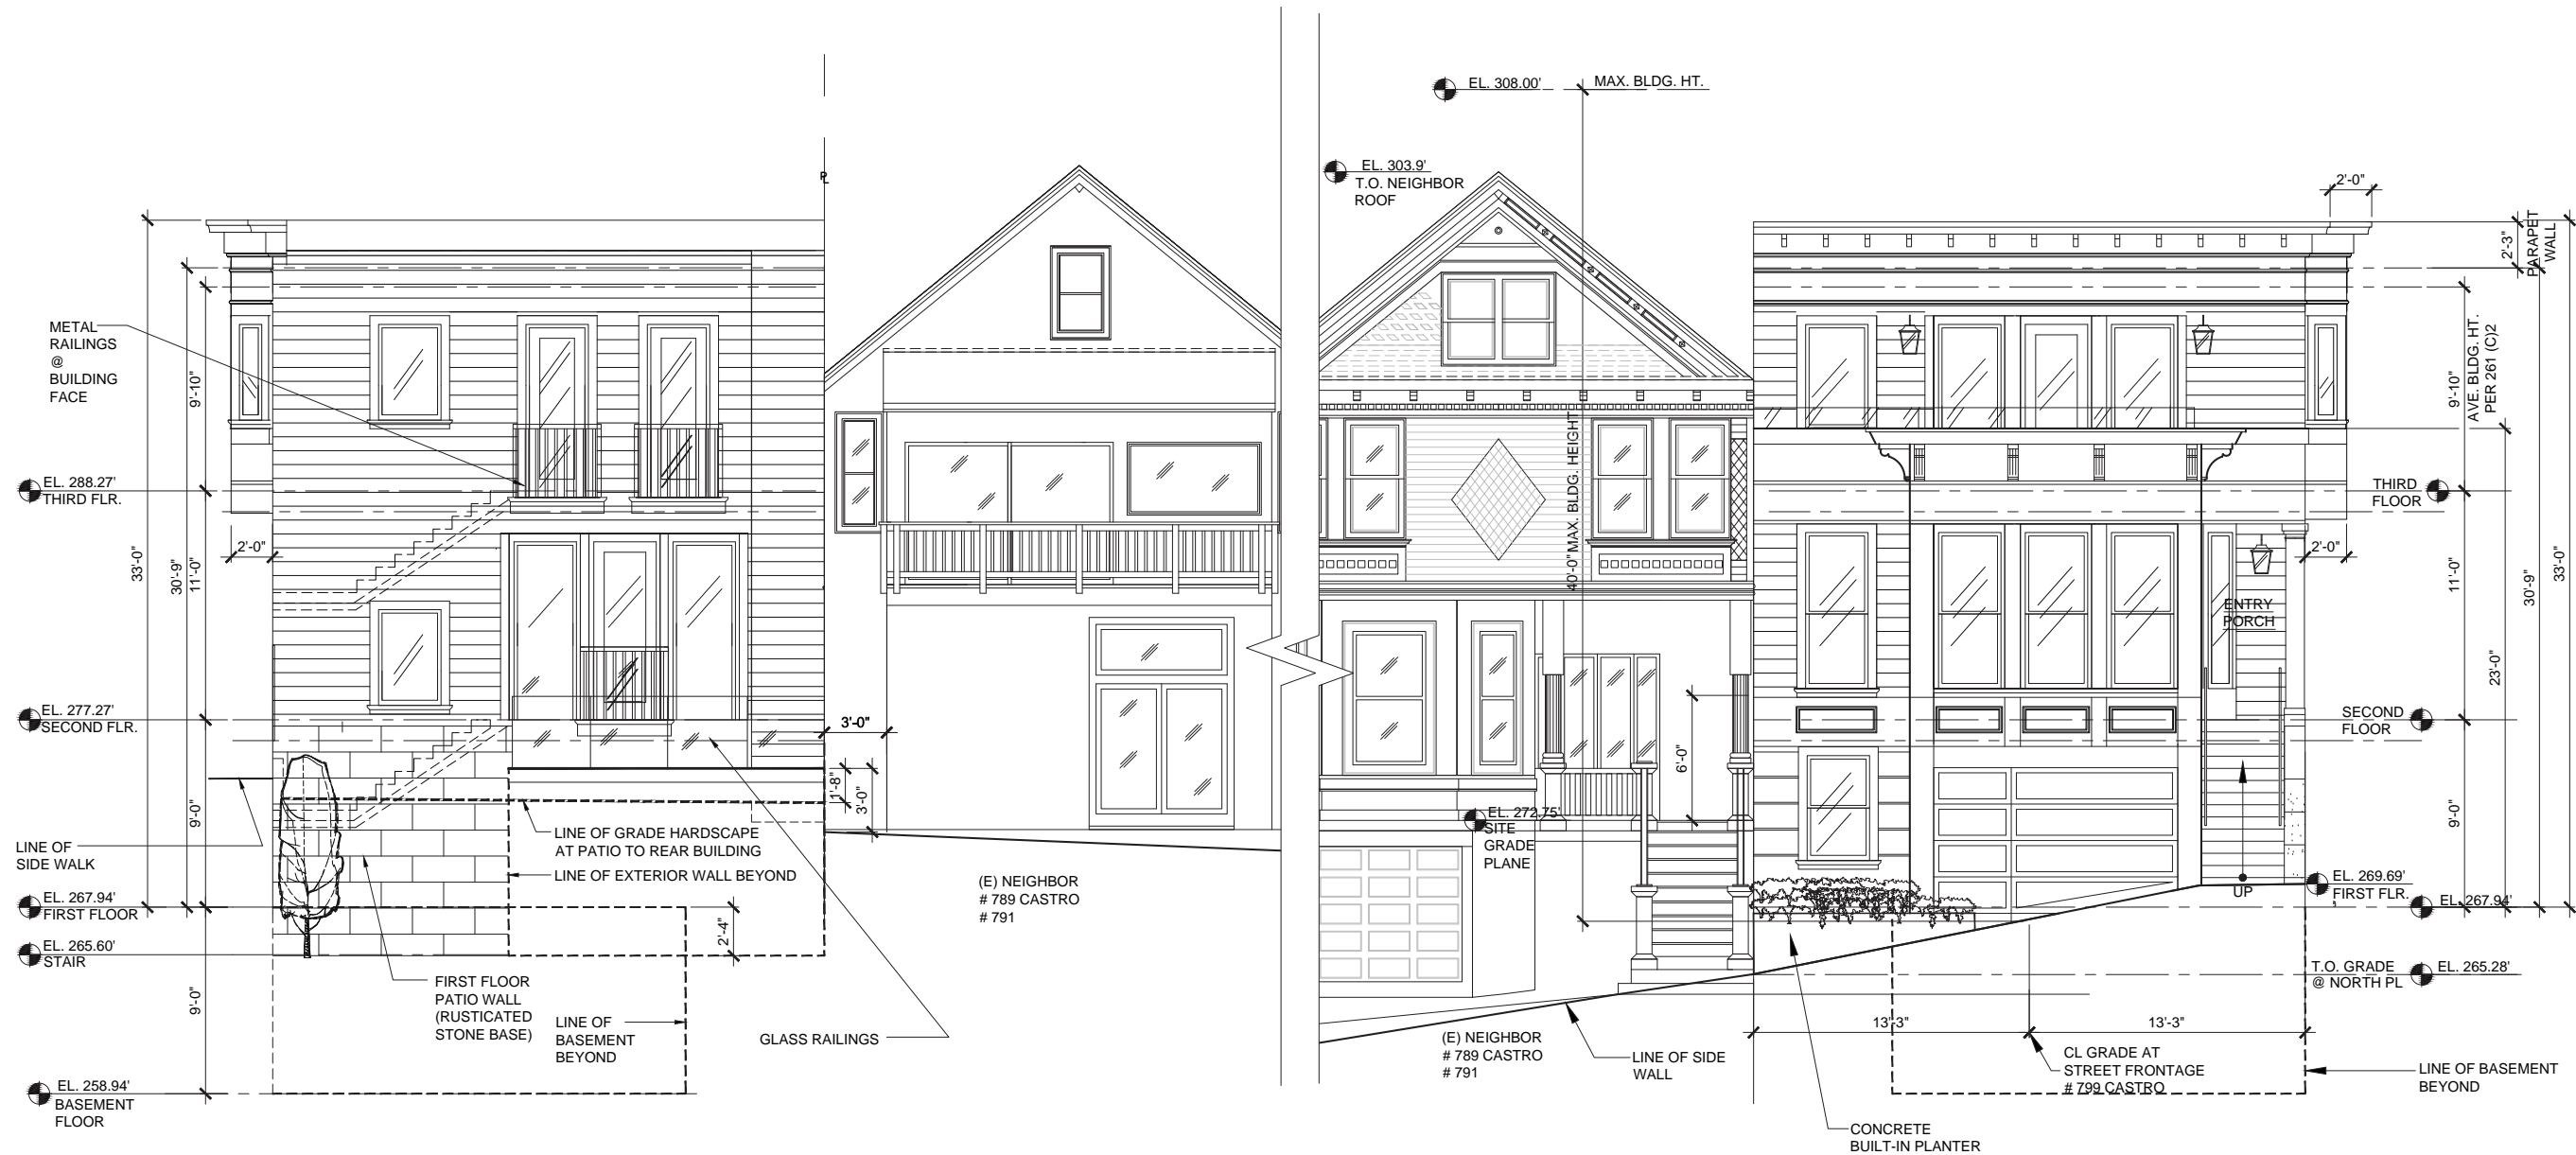 EL. 308.00'
MAX. BLDG. HT.
EL. 303.9'
T.O. NEIGHBOR
ROOF
2'-0"
PL
2'-3"
PARAPET
WALL
METAL
RAILINGS
@
BUILDING
FACE
33'-0"
30'-9"
9'-10"
11'-0"
9'-0"
9'-0"
EL. 288.27'
THIRD FLR.
2'-0"
EL. 277.27'
SECOND FLR.
LINE OF
SIDE WALK
EL. 267.94'
FIRST FLOOR
EL. 265.60'
STAIR
EL. 258.94'
BASEMENT
FLOOR
3'-0"
1'-8"
3'-0"
LINE OF GRADE HARDSCAPE
AT PATIO TO REAR BUILDING
LINE OF EXTERIOR WALL BEYOND
2'-4"
FIRST FLOOR
PATIO WALL
(RUSTICATED
STONE BASE)
LINE OF
BASEMENT
BEYOND
GLASS RAILINGS
(E) NEIGHBOR
# 789 CASTRO
# 791
40'-0" MAX. BLDG. HEIGHT
6'-0"
EL. 272.75'
SITE
GRADE
PLANE
(E) NEIGHBOR
# 789 CASTRO
# 791
LINE OF SIDE
WALL
AVE. BLDG. HT.
PER 261 (C)2
9'-10"
THIRD
FLOOR
2'-0"
ENTRY
PORCH
11'-0"
30'-9"
33'-0"
23'-0"
SECOND
FLOOR
9'-0"
UP
EL. 269.69'
FIRST FLR.
EL. 267.94'
T.O. GRADE
@ NORTH PL
EL. 265.28'
13'-3"
13'-3"
CL GRADE AT
STREET FRONTAGE
# 799 CASTRO
LINE OF BASEMENT
BEYOND
CONCRETE
BUILT-IN PLANTER